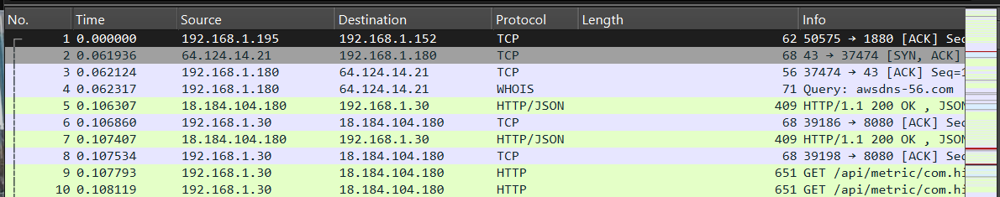 No. Time Source Destination Protocol Length Info
1 0.000000 192.168.1.195 192.168.1.152 TCP 62 50575 → 1880 [ACK] Seq
2 0.061936 64.124.14.21 192.168.1.180 TCP 68 43 → 37474 [SYN, ACK]
3 0.062124 192.168.1.180 64.124.14.21 TCP 56 37474 → 43 [ACK] Seq=1
4 0.062317 192.168.1.180 64.124.14.21 WHOIS 71 Query: awsdns-56.com
5 0.106307 18.184.104.180 192.168.1.30 HTTP/JSON 409 HTTP/1.1 200 OK , JSON
6 0.106860 192.168.1.30 18.184.104.180 TCP 68 39186 → 8080 [ACK] Seq
7 0.107407 18.184.104.180 192.168.1.30 HTTP/JSON 409 HTTP/1.1 200 OK , JSON
8 0.107534 192.168.1.30 18.184.104.180 TCP 68 39198 → 8080 [ACK] Seq
9 0.107793 192.168.1.30 18.184.104.180 HTTP 651 GET /api/metric/com.hi
10 0.108119 192.168.1.30 18.184.104.180 HTTP 651 GET /api/metric/com.hi